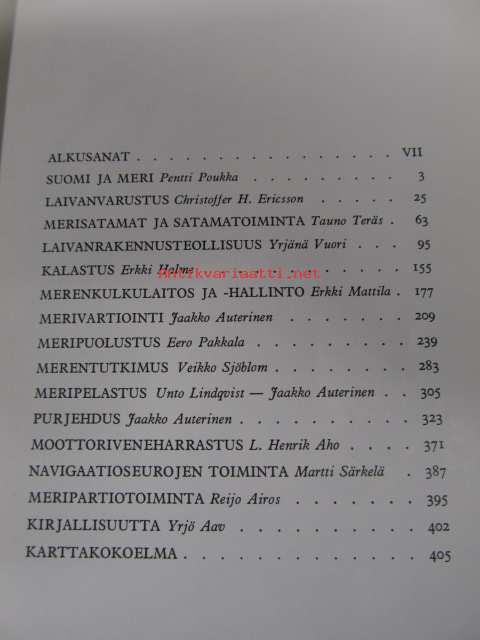 ALKUSANAT . . . . . . . . . . . . . . . . VII
SUOMI JA MERI Pentti Poukka . . . . . . . . . 3
LAIVANVARUSTUS Christoffer H. Ericsson . . . . . 25
MERISATAMAT JA SATAMATOIMINTA Tauno Teräs . 63
LAIVANRAKENNUSTEOLLISUUS Yrjänä Vuori . . . 95
KALASTUS Erkki Halme . . . . . . . . . . 155
Antikvariaatti.net
MERENKULKULAITOS JA -HALLINTO Erkki Mattila . 177
MERIVARTIOINTI Jaakko Auterinen . . . . . . . 209
MERIPUOLUSTUS Eero Pakkala . . . . . . . . 239
MERENTUTKIMUS Veikko Sjöblom . . . . . . . 283
MERIPELASTUS Unto Lindqvist — Jaakko Auterinen . . 305
PURJEHDUS Jaakko Auterinen . . . . . . . . . 323
MOOTTORIVENEHARRASTUS L. Henrik Aho . . . . 371
NAVIGAATIOSEUROJEN TOIMINTA Martti Särkelä . 387
MERIPARTIOTOIMINTA Reijo Airos . . . . . . . 395
KIRJALLISUUTTA Yrjö Aav . . . . . . . . . . 402
KARTTAKOKOELMA . . . . . . . . . . . . . 405